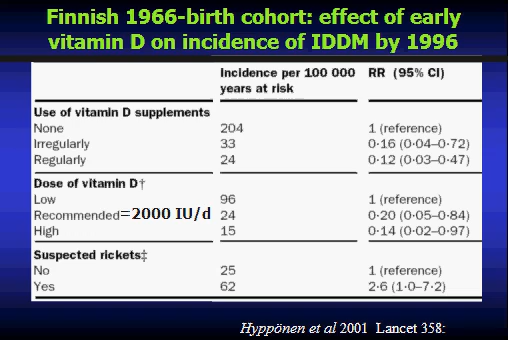 Finnish 1966-birth cohort: effect of early
vitamin D on incidence of IDDM by 1996
Incidence per 100 000 RR (95% CI)
years at risk
Use of vitamin D supplements
None 204 1 (reference)
Irregularly 33 0·16 (0·04–0·72)
Regularly 24 0·12 (0·03–0·47)
Dose of vitamin D†
Low 96 1 (reference)
Recommended=2000 IU/d 24 0·20 (0·05–0·84)
High 15 0·14 (0·02–0·97)
Suspected rickets‡
No 25 1 (reference)
Yes 62 2·6 (1·0–7·2)
Hyppönen et al 2001 Lancet 358: